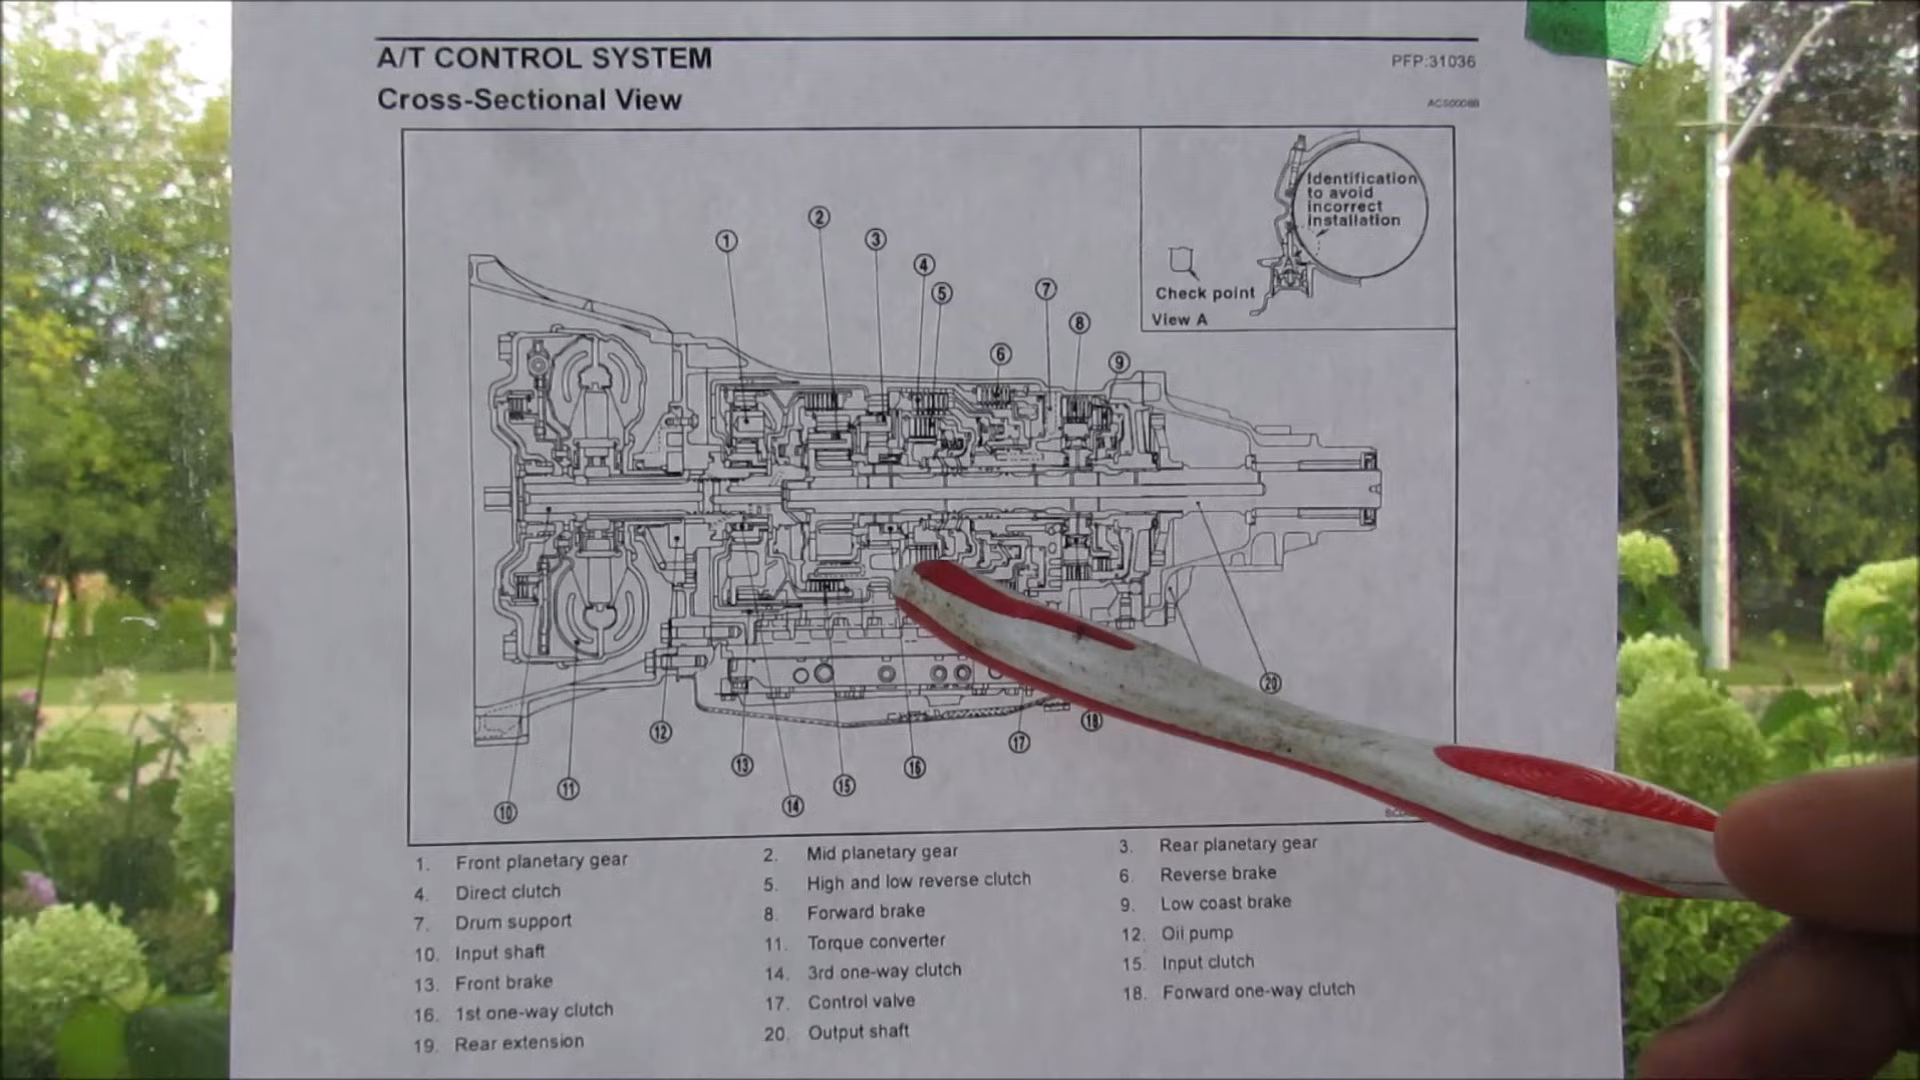 A/T CONTROL SYSTEM
PFP:31036
Cross-Sectional View
Identification
to avoid
incorrect
installation
Check point
View A
1
2
3
4
5
6
7
8
9
A
10
11
12
13
14
15
16
17
18
20
1. Front planetary gear 2. Mid planetary gear 3. Rear planetary gear
4. Direct clutch 5. High and low reverse clutch 6. Reverse brake
7. Drum support 8. Forward brake 9. Low coast brake
10. Input shaft 11. Torque converter 12. Oil pump
13. Front brake 14. 3rd one-way clutch 15. Input clutch
16. 1st one-way clutch 17. Control valve 18. Forward one-way clutch
19. Rear extension 20. Output shaft